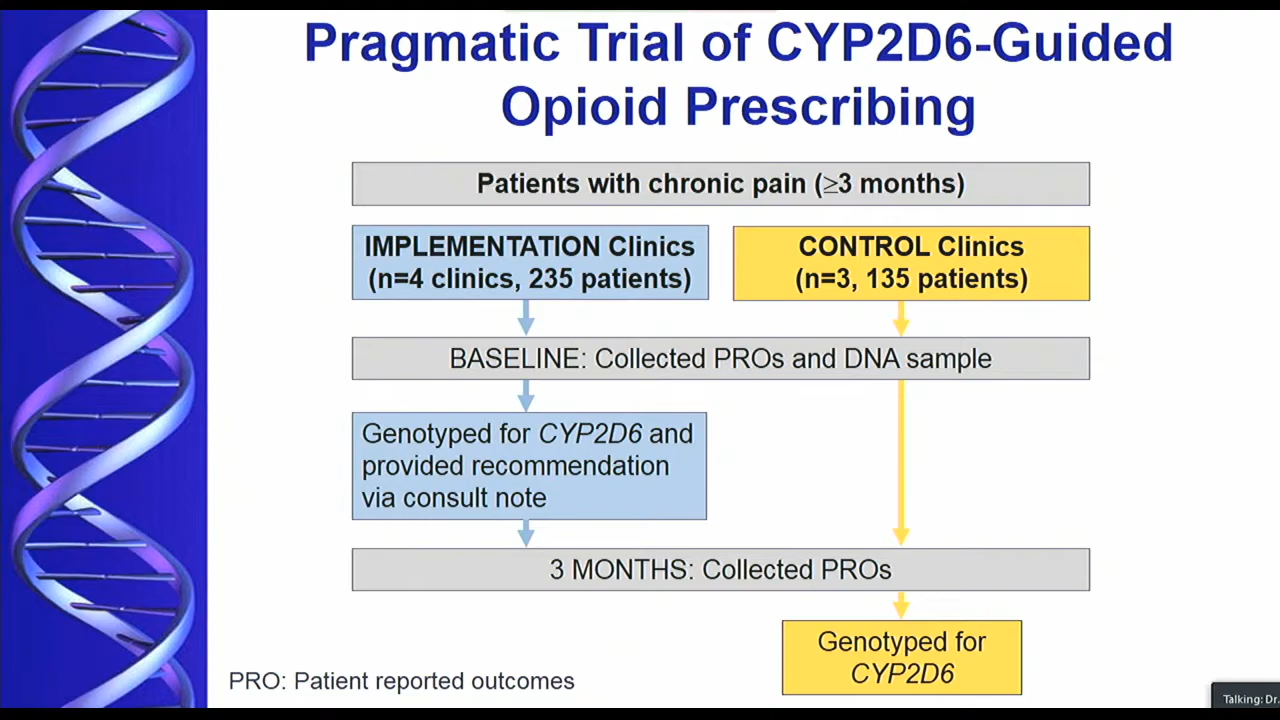 Pragmatic Trial of CYP2D6-Guided
Opioid Prescribing
Patients with chronic pain (≥3 months)
IMPLEMENTATION Clinics
(n=4 clinics, 235 patients)
CONTROL Clinics
(n=3, 135 patients)
BASELINE: Collected PROs and DNA sample
Genotyped for CYP2D6 and
provided recommendation
via consult note
3 MONTHS: Collected PROs
Genotyped for
CYP2D6
PRO: Patient reported outcomes
Talking: Dr.